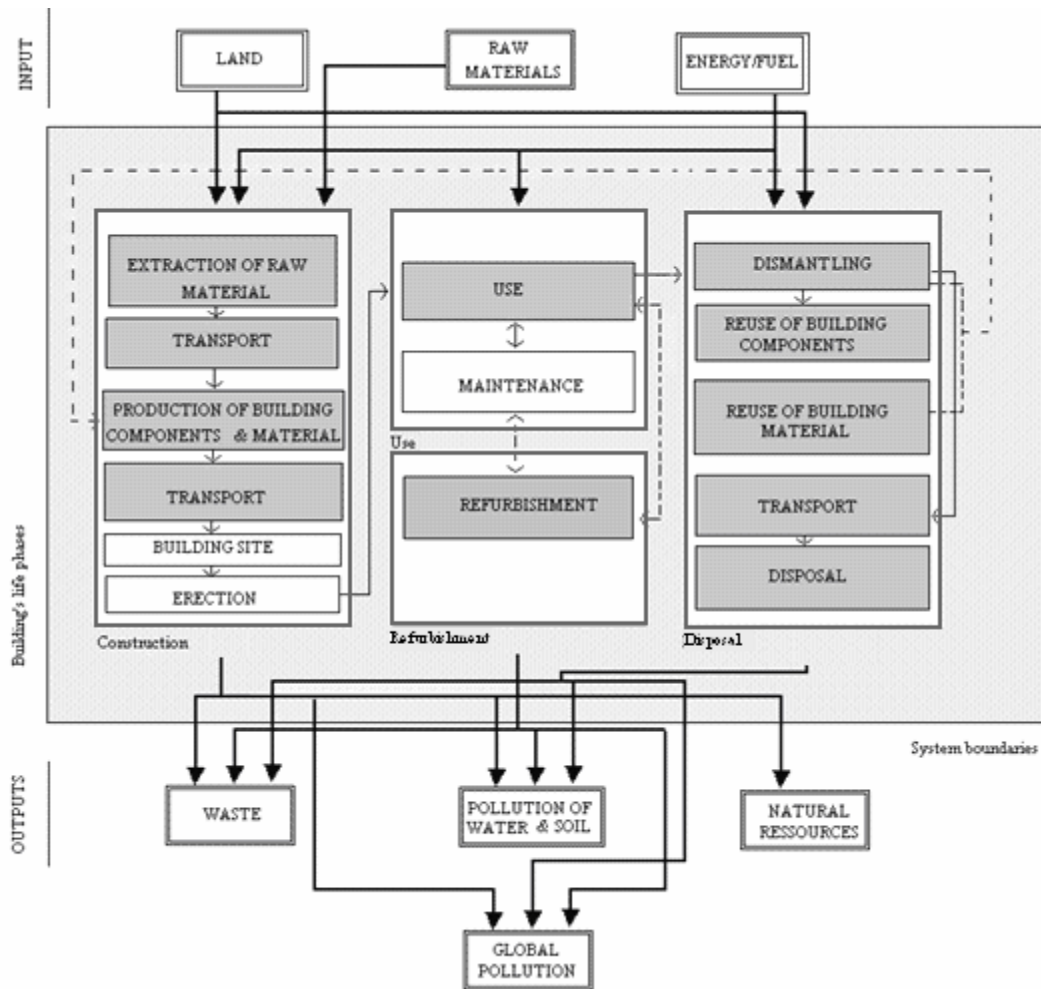 INPUT
LAND
RAW
MATERIALS
ENERGY/FUEL
Building's life phases
EXTRACTION OF RAW
MATERIAL
TRANSPORT
PRODUCTION OF BUILDING
COMPONENTS & MATERIAL
TRANSPORT
BUILDING SITE
ERECTION
Construction
USE
MAINTENANCE
Use
REFURBISHMENT
Refurbishment
DISMANTLING
REUSE OF BUILDING
COMPONENTS
REUSE OF BUILDING
MATERIAL
TRANSPORT
DISPOSAL
Disposal
System boundaries
OUTPUTS
WASTE
POLLUTION OF
WATER & SOIL
NATURAL
RESSOURCES
GLOBAL
POLLUTION